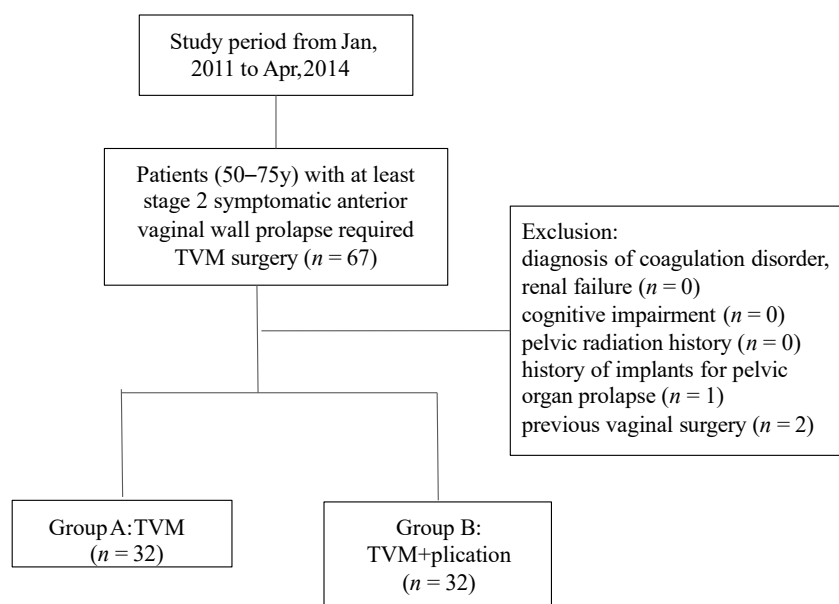 Study period from Jan,
2011 to Apr,2014
Patients (50–75y) with at least
stage 2 symptomatic anterior
vaginal wall prolapse required
TVM surgery (n = 67)
Exclusion:
diagnosis of coagulation disorder,
renal failure (n = 0)
cognitive impairment (n = 0)
pelvic radiation history (n = 0)
history of implants for pelvic
organ prolapse (n = 1)
previous vaginal surgery (n = 2)
Group A:TVM
(n = 32)
Group B:
TVM+plication
(n = 32)